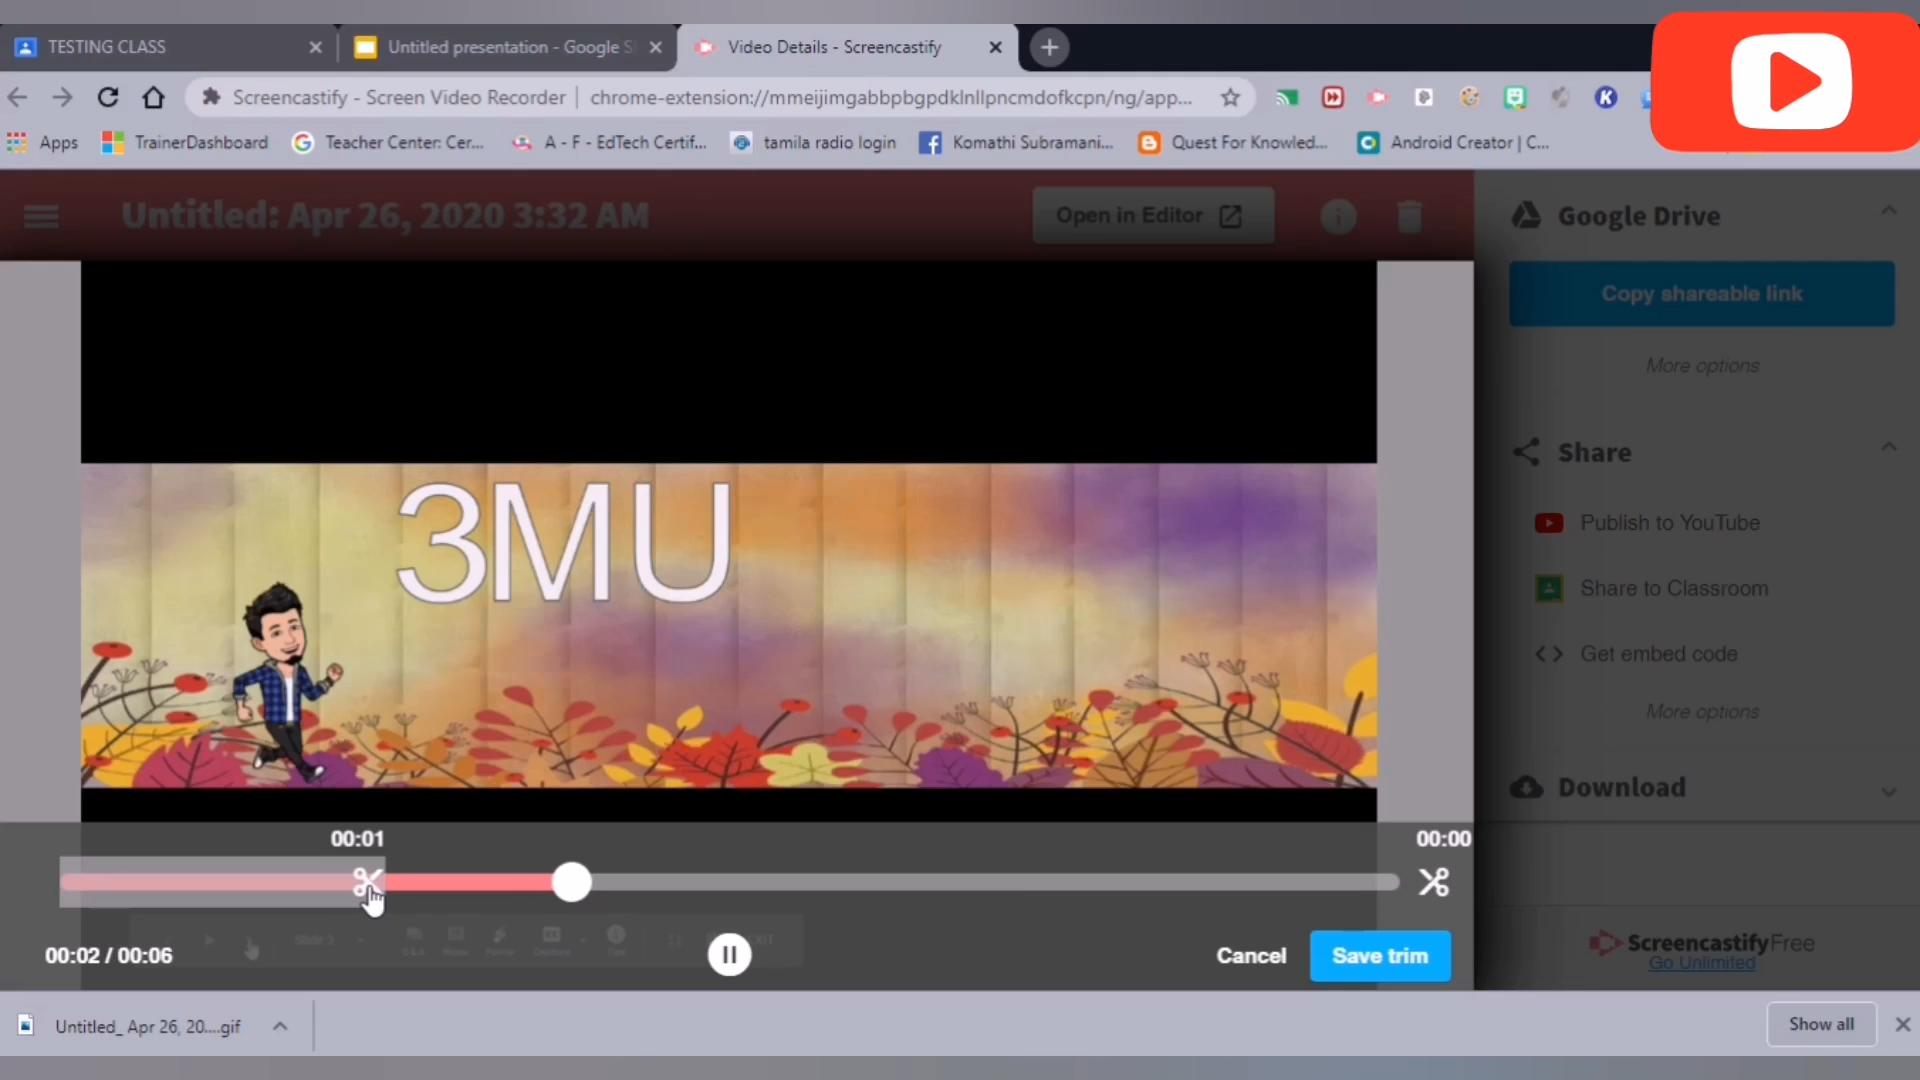 TESTING CLASS
Untitled presentation - Google S
Video Details - Screencastify
Screencastify - Screen Video Recorder
chrome-extension://mmeijimgabbpbgpdklnllpncmdofkcpn/ng/app...
Apps
TrainerDashboard
Teacher Center: Cer...
A - F - EdTech Certif...
tamila radio login
Komathi Subramani...
Quest For Knowled...
Android Creator | C...
Untitled: Apr 26, 2020 3:32 AM
Open in Editor
Google Drive
Copy shareable link
More options
Share
Publish to YouTube
Share to Classroom
Get embed code
More options
Download
3MU
00:01
00:00
00:02 / 00:06
Cancel
Save trim
Screencastify Free
Go Unlimited
Untitled_ Apr 26, 20....gif
Show all